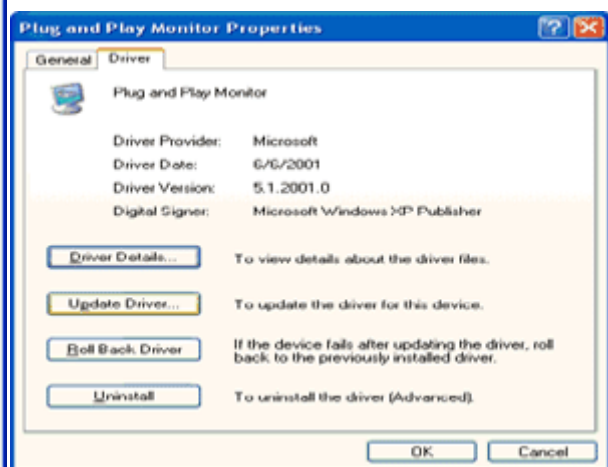 Plug and Play Monitor Properties
General Driver
Plug and Play Monitor
Driver Provider: Microsoft
Driver Date: 6/6/2001
Driver Version: 5.1.2001.0
Digital Signer: Microsoft Windows XP Publisher
Driver Details... To view details about the driver files.
Update Driver... To update the driver for this device.
Roll Back Driver If the device fails after updating the driver, roll
back to the previously installed driver.
Uninstall To uninstall the driver (Advanced).
OK Cancel